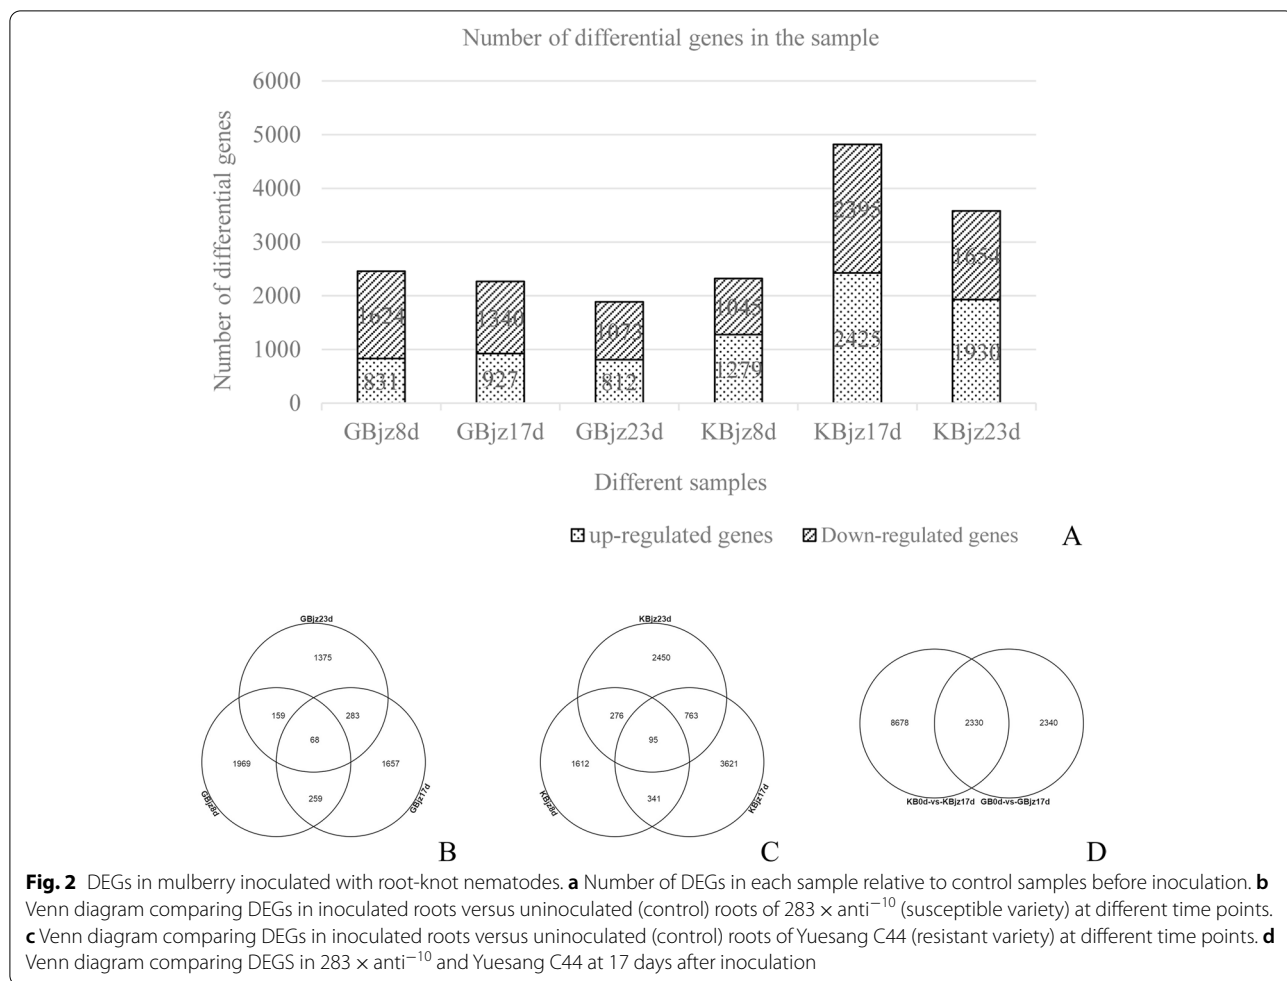 Number of differential genes in the sample
6000
5000
4000
3000
2000
1000
0
Number of differential genes
1624
831
1340
927
1073
812
1045
1279
2395
2425
1654
1930
GBjz8d GBjz17d GBjz23d KBjz8d KBjz17d KBjz23d
Different samples
up-regulated genes Down-regulated genes A
GBjz23d
1375
159 283
68
1969 1657
259
GBjz8d GBjz17d
B
KBjz23d
2450
276 763
95
1612 3621
341
KBjz8d KBjz17d
C
8678 2330 2340
KB0d-vs-KBjz17d GB0d-vs-GBjz17d
D
Fig. 2 DEGs in mulberry inoculated with root-knot nematodes. a Number of DEGs in each sample relative to control samples before inoculation. b
Venn diagram comparing DEGs in inoculated roots versus uninoculated (control) roots of 283 × anti⁻¹⁰ (susceptible variety) at different time points.
c Venn diagram comparing DEGs in inoculated roots versus uninoculated (control) roots of Yuesang C44 (resistant variety) at different time points. d
Venn diagram comparing DEGS in 283 × anti⁻¹⁰ and Yuesang C44 at 17 days after inoculation